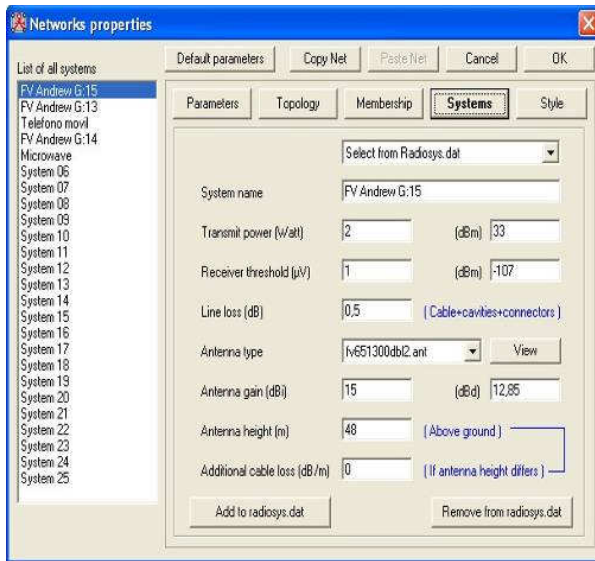 Networks properties
Default parameters
Copy Net
Paste Net
Cancel
OK
List of all systems
FV Andrew G:15
FV Andrew G:13
Telefono movil
FV Andrew G:14
Microwave
System 06
System 07
System 08
System 09
System 10
System 11
System 12
System 13
System 14
System 15
System 16
System 17
System 18
System 19
System 20
System 21
System 22
System 23
System 24
System 25
Parameters
Topology
Membership
Systems
Style
Select from Radiosys.dat
System name FV Andrew G:15
Transmit power (Watt) 2 (dBm) 33
Receiver threshold (µV) 1 (dBm) -107
Line loss (dB) 0,5 ( Cable+cavities+connectors )
Antenna type fv651300dbl2.ant View
Antenna gain (dBi) 15 (dBd) 12,85
Antenna height (m) 48 ( Above ground )
Additional cable loss (dB/m) 0 ( If antenna height differs )
Add to radiosys.dat
Remove from radiosys.dat